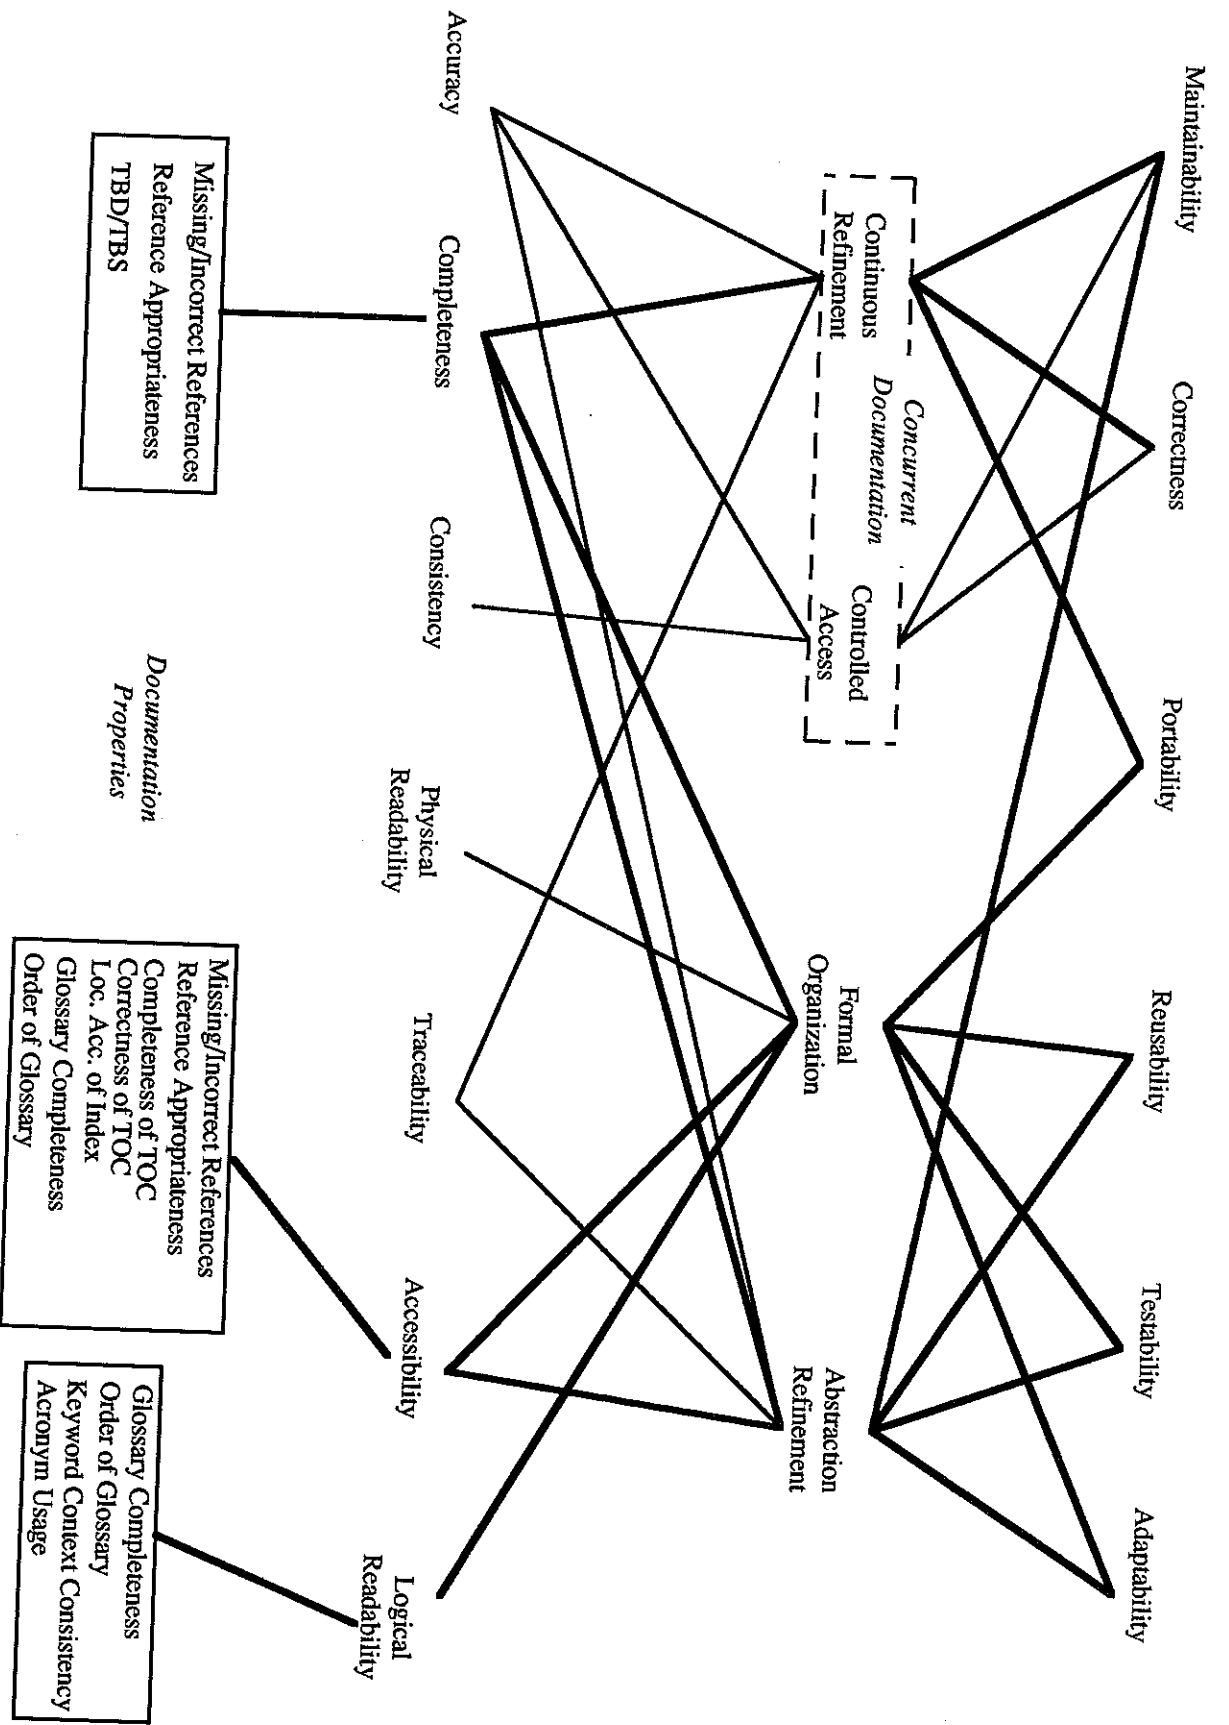 Maintainability
Correctness
Portability
Reusability
Testability
Adaptability
Concurrent
Documentation
Continuous
Refinement
Controlled
Access
Formal
Organization
Abstraction
Refinement
Accuracy
Completeness
Consistency
Physical
Readability
Traceability
Accessibility
Logical
Readability
Missing/Incorrect References
Reference Appropriateness
TBD/TBS
Documentation
Properties
Missing/Incorrect References
Reference Appropriateness
Completeness of TOC
Correctness of TOC
Loc. Acc. of Index
Glossary Completeness
Order of Glossary
Glossary Completeness
Order of Glossary
Keyword Context Consistency
Acronym Usage